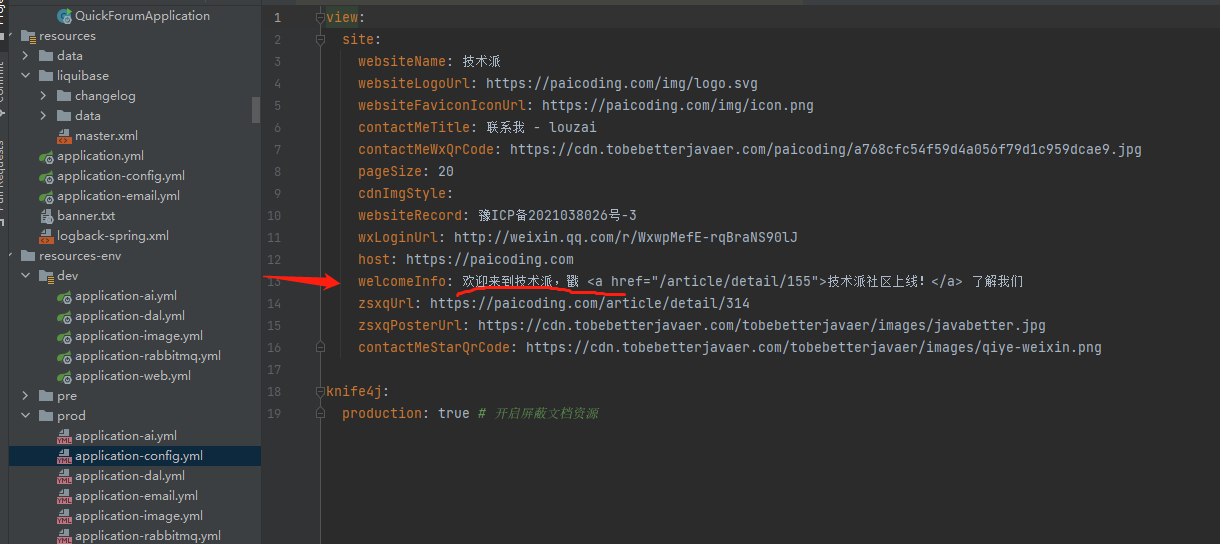 QuickForumApplication
resources
data
liquibase
changelog
data
master.xml
application.yml
application-config.yml
application-email.yml
banner.txt
logback-spring.xml
resources-env
dev
application-ai.yml
application-dal.yml
application-image.yml
application-rabbitmq.yml
application-web.yml
pre
prod
application-ai.yml
application-config.yml
application-dal.yml
application-email.yml
application-image.yml
application-rabbitmq.yml
1 view:
2 site:
3 websiteName: 技术派
4 websiteLogoUrl: https://paicoding.com/img/logo.svg
5 websiteFaviconIconUrl: https://paicoding.com/img/icon.png
6 contactMeTitle: 联系我 - louzai
7 contactMeWxQrCode: https://cdn.tobebetterjavaer.com/paicoding/a768cfc54f59d4a056f79d1c959dcae9.jpg
8 pageSize: 20
9 cdnImgStyle:
10 websiteRecord: 豫ICP备2021038026号-3
11 wxLoginUrl: http://weixin.qq.com/r/WxwpMefE-rqBraNS90lJ
12 host: https://paicoding.com
13 welcomeInfo: 欢迎来到技术派，戳 <a href="/article/detail/155">技术派社区上线！</a> 了解我们
14 zsxqUrl: https://paicoding.com/article/detail/314
15 zsxqPosterUrl: https://cdn.tobebetterjavaer.com/tobebetterjavaer/images/javabetter.jpg
16 contactMeStarQrCode: https://cdn.tobebetterjavaer.com/tobebetterjavaer/images/qiye-weixin.png
17
18 knife4j:
19 production: true # 开启屏蔽文档资源